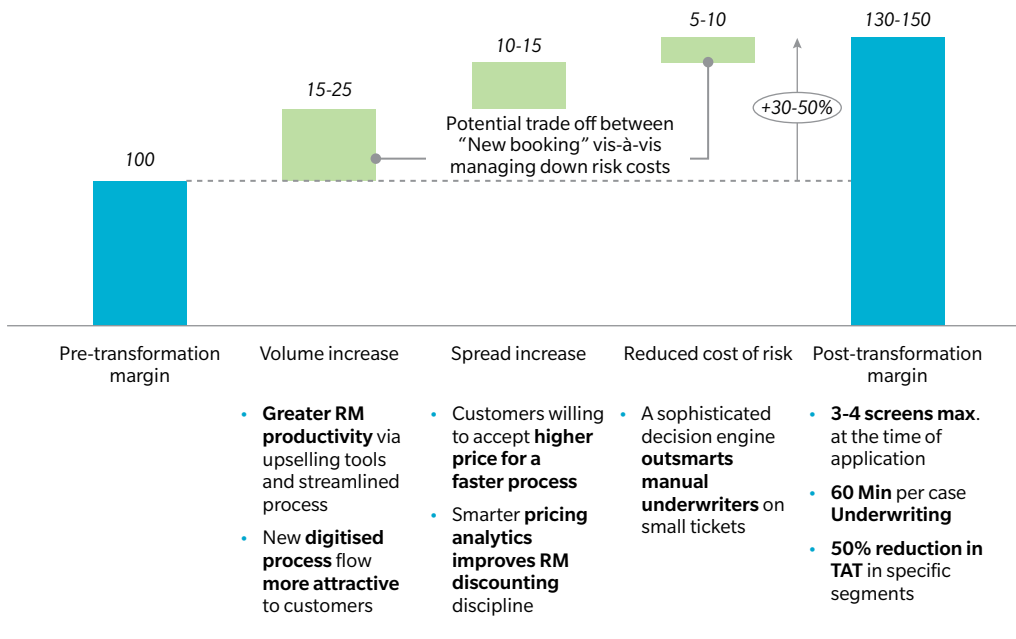 5-10
130-150
10-15
15-25
+30-50%
Potential trade off between
“New booking” vis-à-vis
managing down risk costs
100
Pre-transformation
margin
Volume increase
• Greater RM
productivity via
upselling tools
and streamlined
process
• New digitised
process flow
more attractive
to customers
Spread increase
• Customers willing
to accept higher
price for a
faster process
• Smarter pricing
analytics
improves RM
discounting
discipline
Reduced cost of risk
• A sophisticated
decision engine
outsmarts
manual
underwriters on
small tickets
Post-transformation
margin
• 3-4 screens max.
at the time of
application
• 60 Min per case
Underwriting
• 50% reduction in
TAT in specific
segments